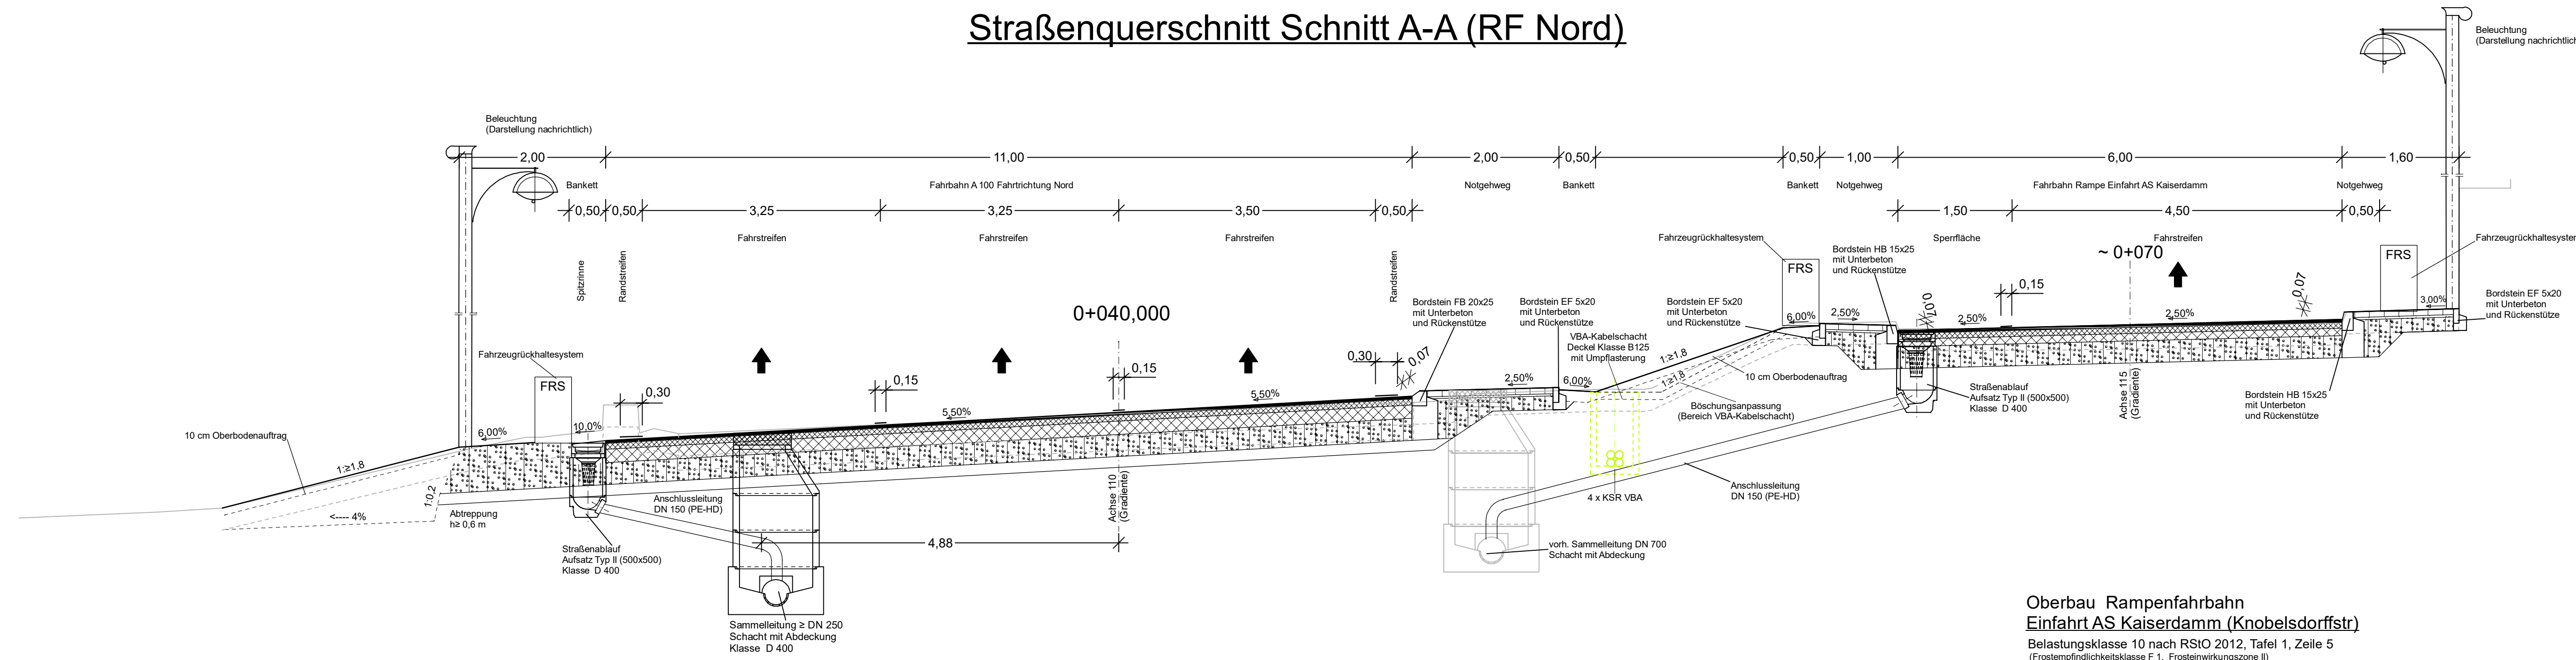 Straßenquerschnitt Schnitt A-A (RF Nord)
Beleuchtung
(Darstellung nachrichtlich)
Beleuchtung
(Darstellung nachrichtlich
2,00
11,00
2,00
0,50
0,50
1,00
6,00
1,60
Bankett
Fahrbahn A 100 Fahrtrichtung Nord
Notgehweg
Bankett
Bankett
Notgehweg
Fahrbahn Rampe Einfahrt AS Kaiserdamm
Notgehweg
0,50
0,50
3,25
3,25
3,50
0,50
1,50
4,50
0,50
Fahrstreifen
Fahrstreifen
Fahrstreifen
Fahrzeugrückhaltesystem
Sperrfläche
Fahrstreifen
Fahrzeugrückhaltesystem
Spitzrinne
Randstreifen
Randstreifen
Bordstein HB 15x25
mit Unterbeton
und Rückenstütze
~ 0+070
FRS
FRS
0+040,000
Bordstein FB 20x25
mit Unterbeton
und Rückenstütze
Bordstein EF 5x20
mit Unterbeton
und Rückenstütze
Bordstein EF 5x20
mit Unterbeton
und Rückenstütze
Bordstein EF 5x20
mit Unterbeton
und Rückenstütze
0,07
0,15
0,07
6,00%
2,50%
2,50%
2,50%
3,00%
VBA-Kabelschacht
Deckel Klasse B125
mit Umpflasterung
Fahrzeugrückhaltesystem
FRS
0,30
0,15
0,15
0,30
0,07
2,50%
6,00%
1:≥1,8
1:≥1,8
10 cm Oberbodenauftrag
Böschungsanpassung
(Bereich VBA-Kabelschacht)
Straßenablauf
Aufsatz Typ II (500x500)
Klasse D 400
Achse 115
(Gradiente)
Bordstein HB 15x25
mit Unterbeton
und Rückenstütze
10 cm Oberbodenauftrag
6,00%
10,0%
5,50%
5,50%
1:≥1,8
1:0,2
<---- 4%
Abtreppung
h≥ 0,6 m
Anschlussleitung
DN 150 (PE-HD)
Achse 110
(Gradiente)
4 x KSR VBA
Anschlussleitung
DN 150 (PE-HD)
4,88
Straßenablauf
Aufsatz Typ II (500x500)
Klasse D 400
vorh. Sammelleitung DN 700
Schacht mit Abdeckung
Sammelleitung ≥ DN 250
Schacht mit Abdeckung
Klasse D 400
Oberbau Rampenfahrbahn
Einfahrt AS Kaiserdamm (Knobelsdorffstr)
Belastungsklasse 10 nach RStO 2012, Tafel 1, Zeile 5
(Frostempfindlichkeitsklasse F 1, Frosteinwirkungszone II)